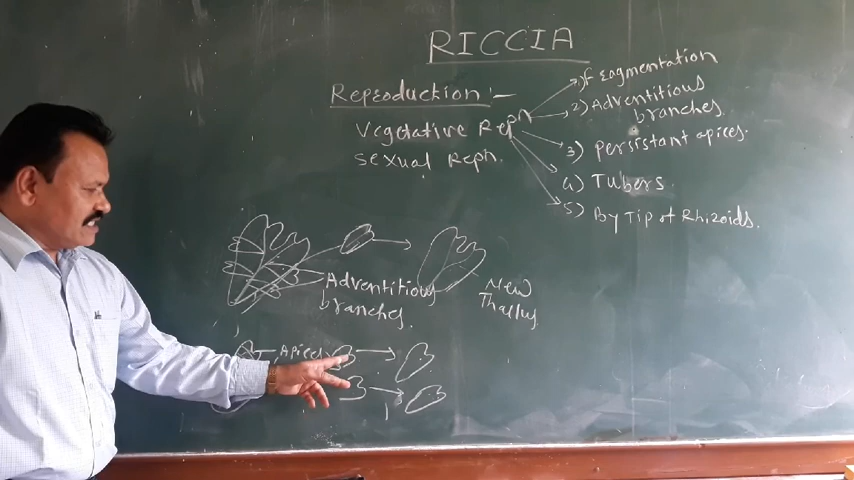 RICCIA
Reproduction :-
Vegetative Repn
Sexual Repn.
1) Fragmentation
2) Adventitious
branches.
3) persistant apices.
4) Tubers
5) By Tip of Rhizoids.
Adventitious
branches.
New
Thallus
Apices